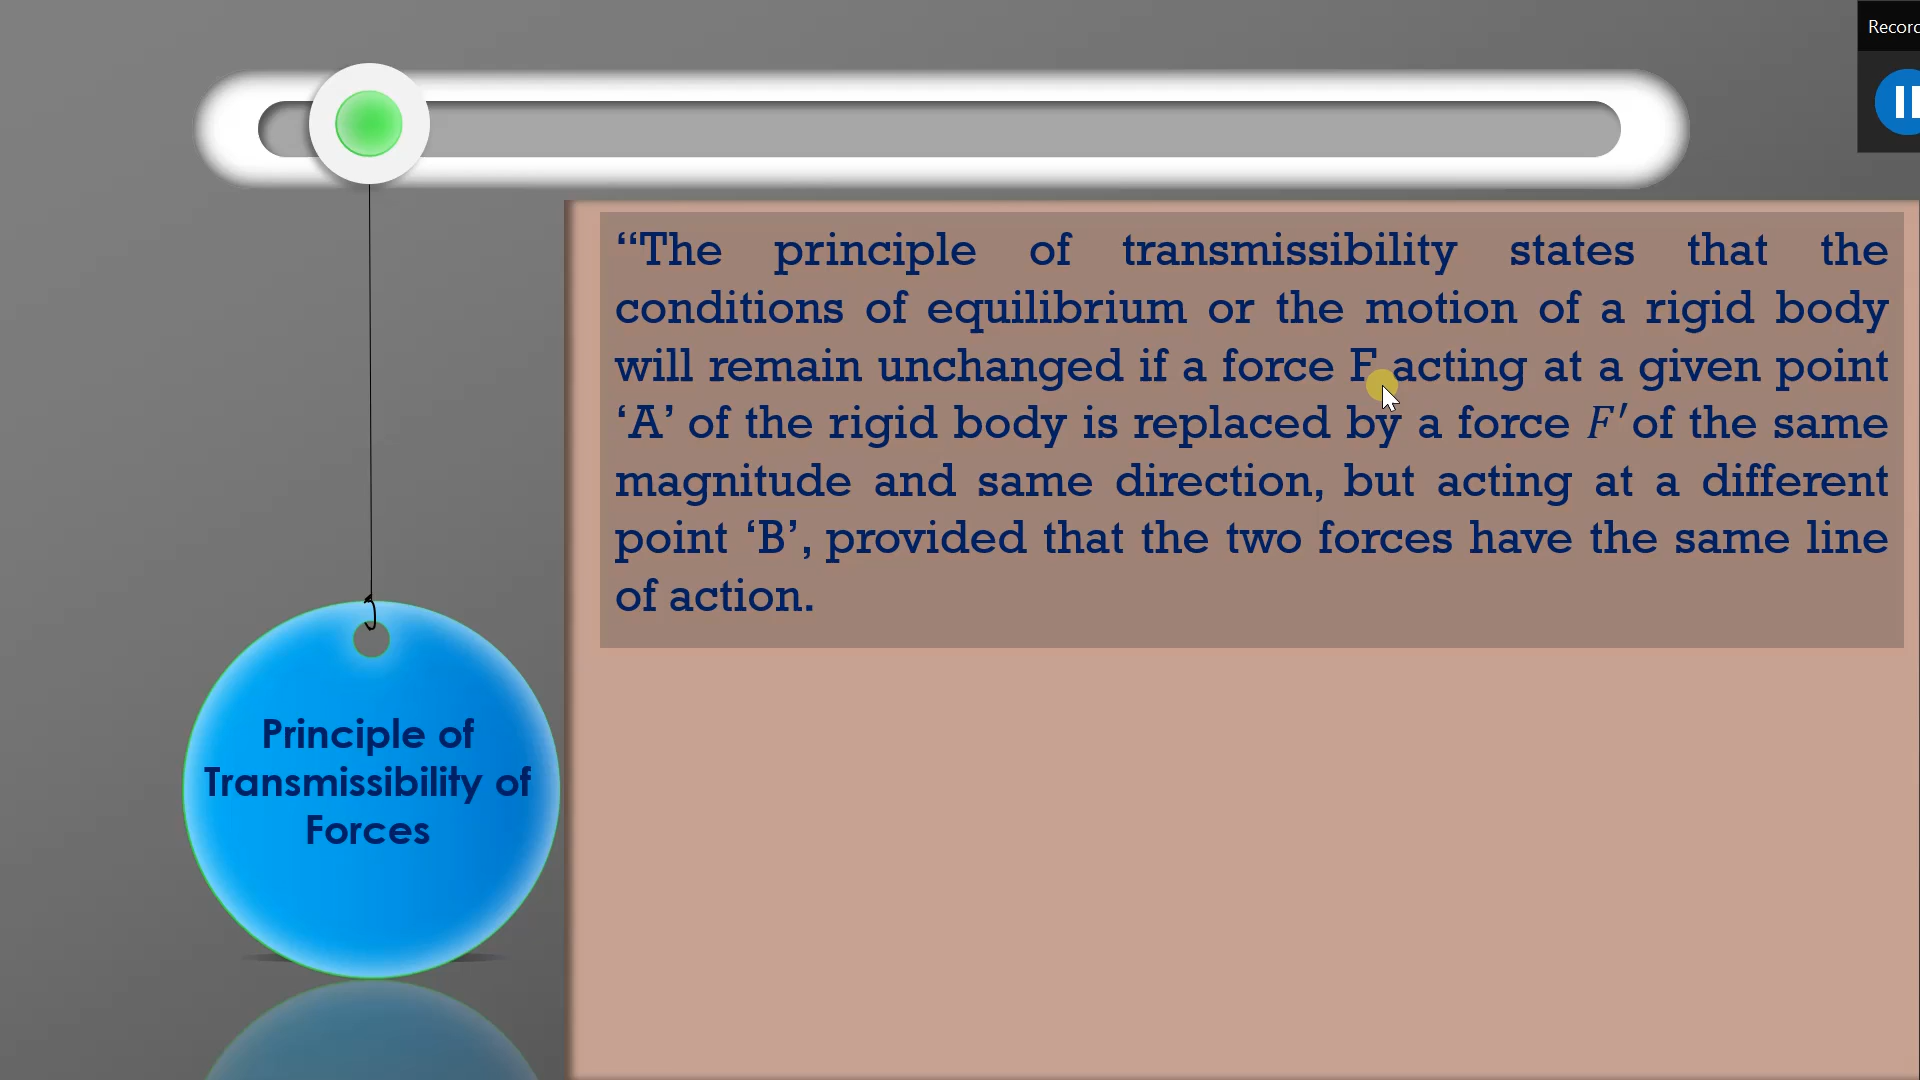 Recorc
“The principle of transmissibility states that the
conditions of equilibrium or the motion of a rigid body
will remain unchanged if a force F acting at a given point
‘A’ of the rigid body is replaced by a force F′of the same
magnitude and same direction, but acting at a different
point ‘B’, provided that the two forces have the same line
of action.
Principle of
Transmissibility of
Forces